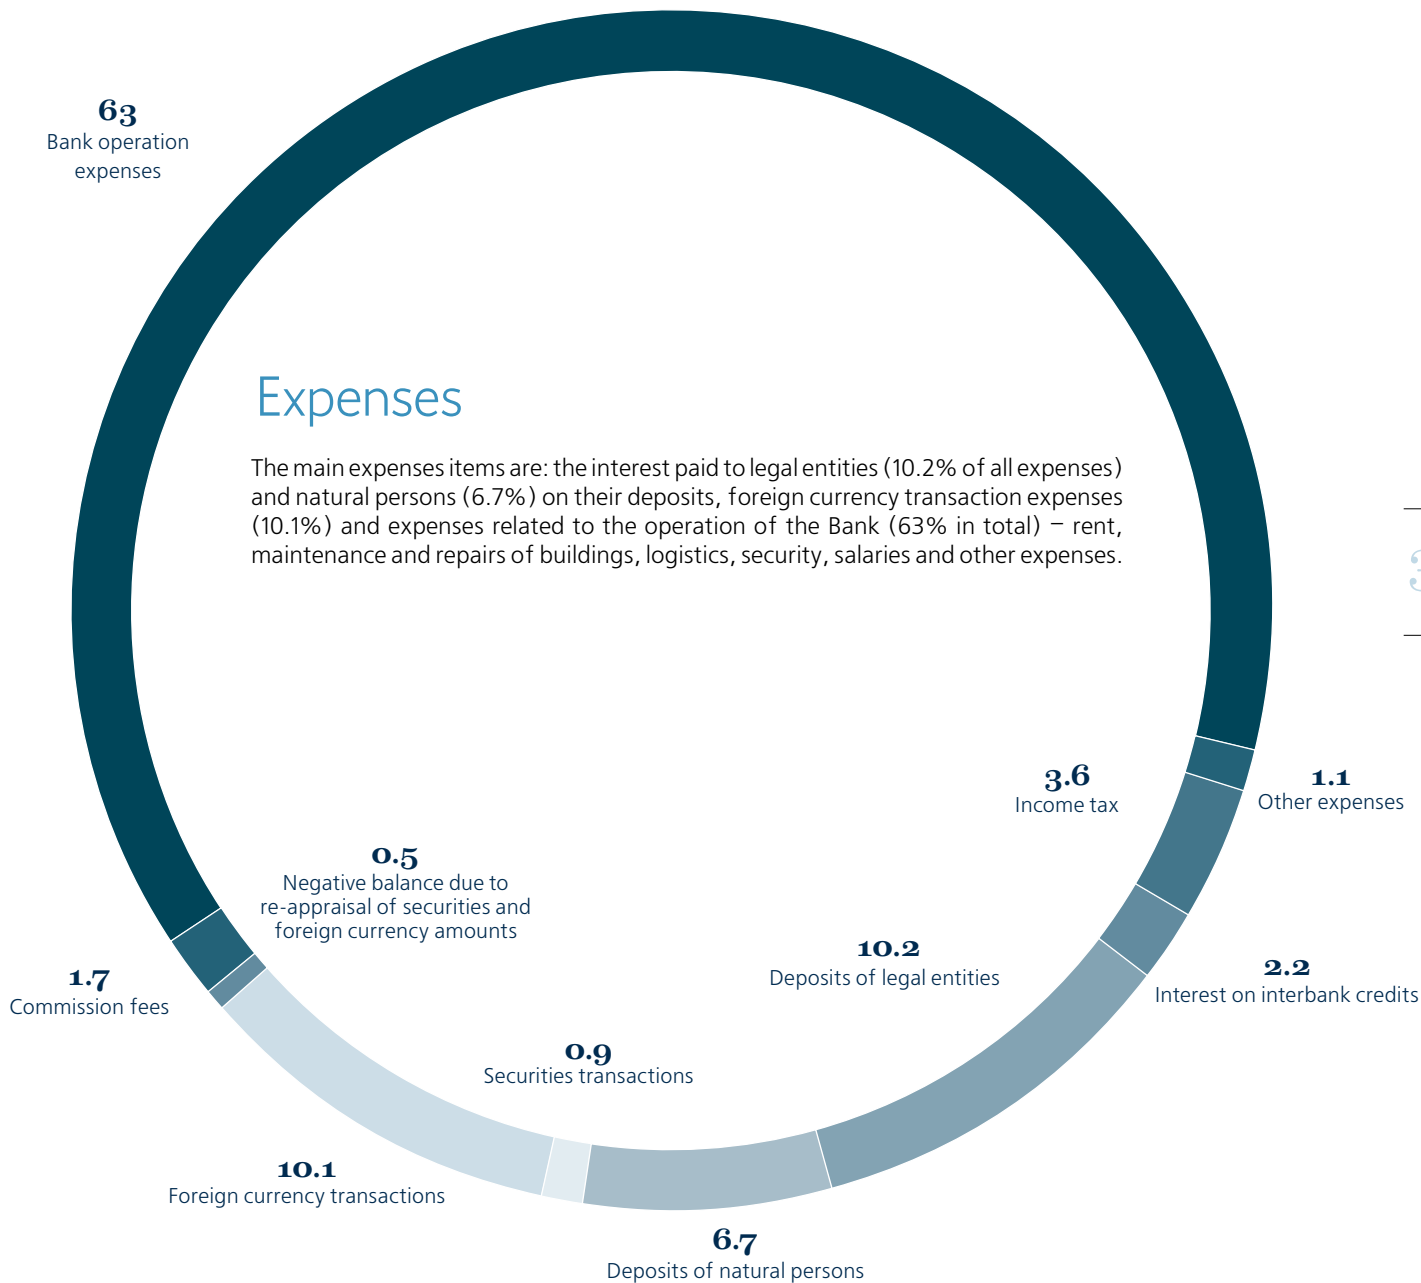 63
Bank operation
expenses
Expenses
The main expenses items are: the interest paid to legal entities (10.2% of all expenses)
and natural persons (6.7%) on their deposits, foreign currency transaction expenses
(10.1%) and expenses related to the operation of the Bank (63% in total) – rent,
maintenance and repairs of buildings, logistics, security, salaries and other expenses.
3.6
Income tax
1.1
Other expenses
0.5
Negative balance due to
re-appraisal of securities and
foreign currency amounts
10.2
Deposits of legal entities
2.2
Interest on interbank credits
1.7
Commission fees
0.9
Securities transactions
10.1
Foreign currency transactions
6.7
Deposits of natural persons